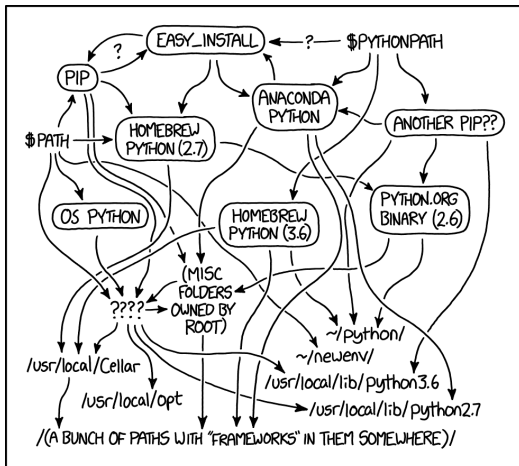 ?
EASY_INSTALL
?
$PYTHONPATH
PIP
ANACONDA
PYTHON
ANOTHER PIP??
$PATH
HOMEBREW
PYTHON (2.7)
OS PYTHON
HOMEBREW
PYTHON (3.6)
PYTHON.ORG
BINARY (2.6)
(MISC
FOLDERS
OWNED BY
ROOT)
????
~/python/
~/newenv/
/usr/local/Cellar
/usr/local/opt
/usr/local/lib/python3.6
/usr/local/lib/python2.7
/(A BUNCH OF PATHS WITH "FRAMEWORKS" IN THEM SOMEWHERE)/